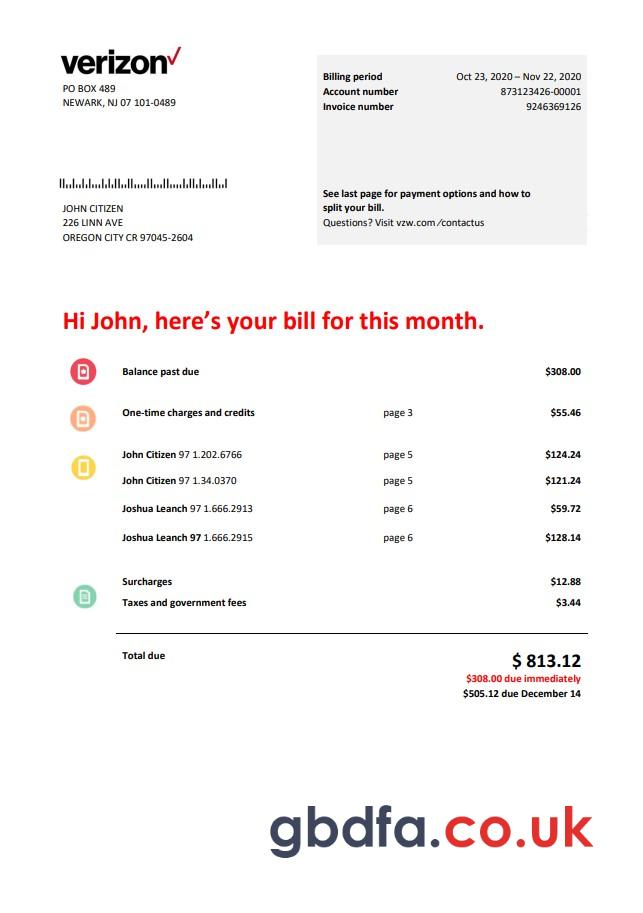 verizon✓
PO BOX 489
NEWARK, NJ 07 101-0489
Billing period Oct 23, 2020 – Nov 22, 2020
Account number 873123426-00001
Invoice number 9246369126
See last page for payment options and how to
split your bill.
Questions? Visit vzw.com /contactus
JOHN CITIZEN
226 LINN AVE
OREGON CITY CR 97045-2604
Hi John, here's your bill for this month.
Balance past due $308.00
One-time charges and credits page 3 $55.46
John Citizen 97 1.202.6766 page 5 $124.24
John Citizen 97 1.34.0370 page 5 $121.24
Joshua Leanch 97 1.666.2913 page 6 $59.72
Joshua Leanch 97 1.666.2915 page 6 $128.14
Surcharges $12.88
Taxes and government fees $3.44
Total due $ 813.12
$308.00 due immediately
$505.12 due December 14
gbdfa.co.uk